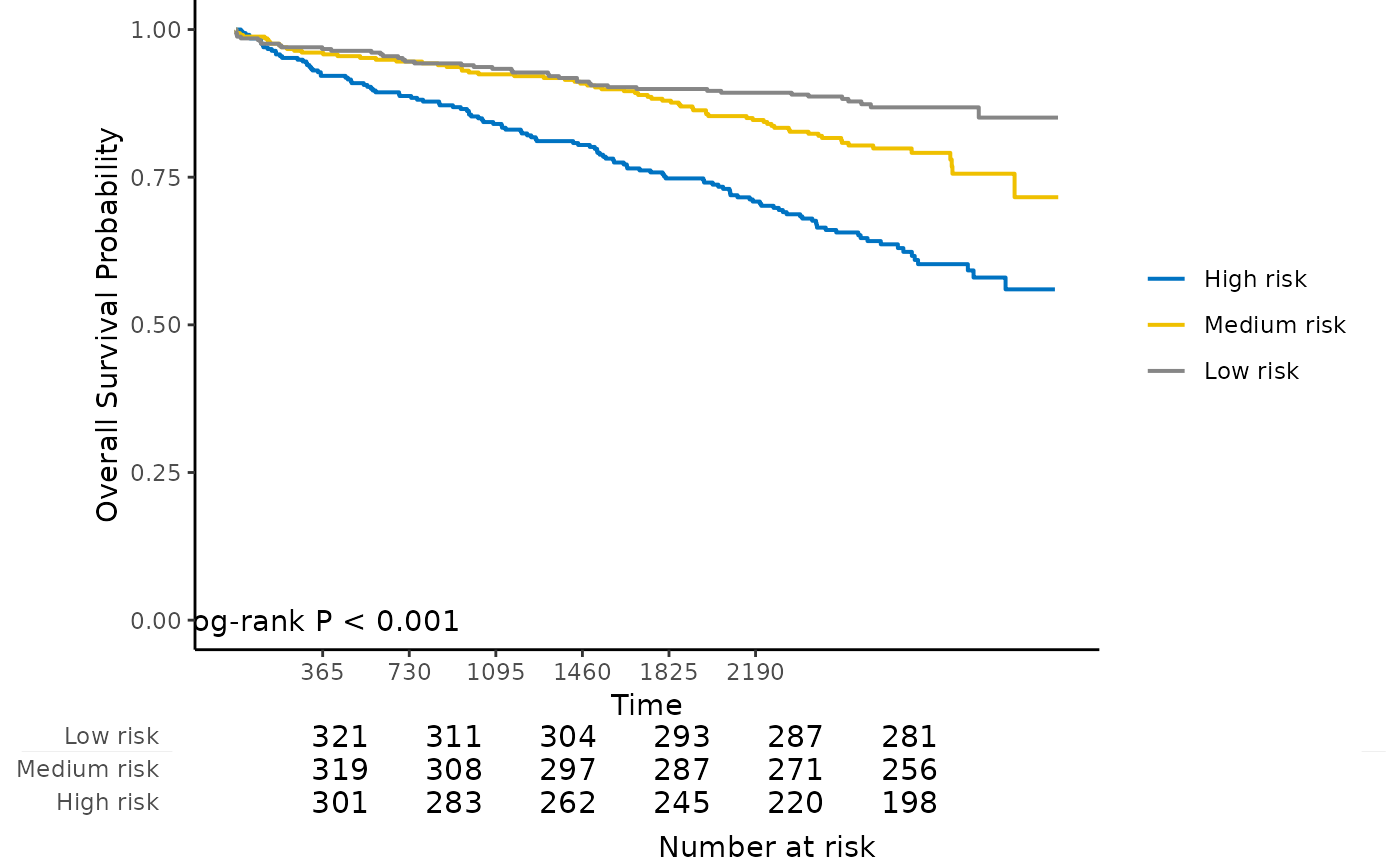 1.00
0.75
0.50
0.25
0.00
Overall Survival Probability
og-rank P < 0.001
365 730 1095 1460 1825 2190
Time
High risk
Medium risk
Low risk
Low risk 321 311 304 293 287 281
Medium risk 319 308 297 287 271 256
High risk 301 283 262 245 220 198
Number at risk